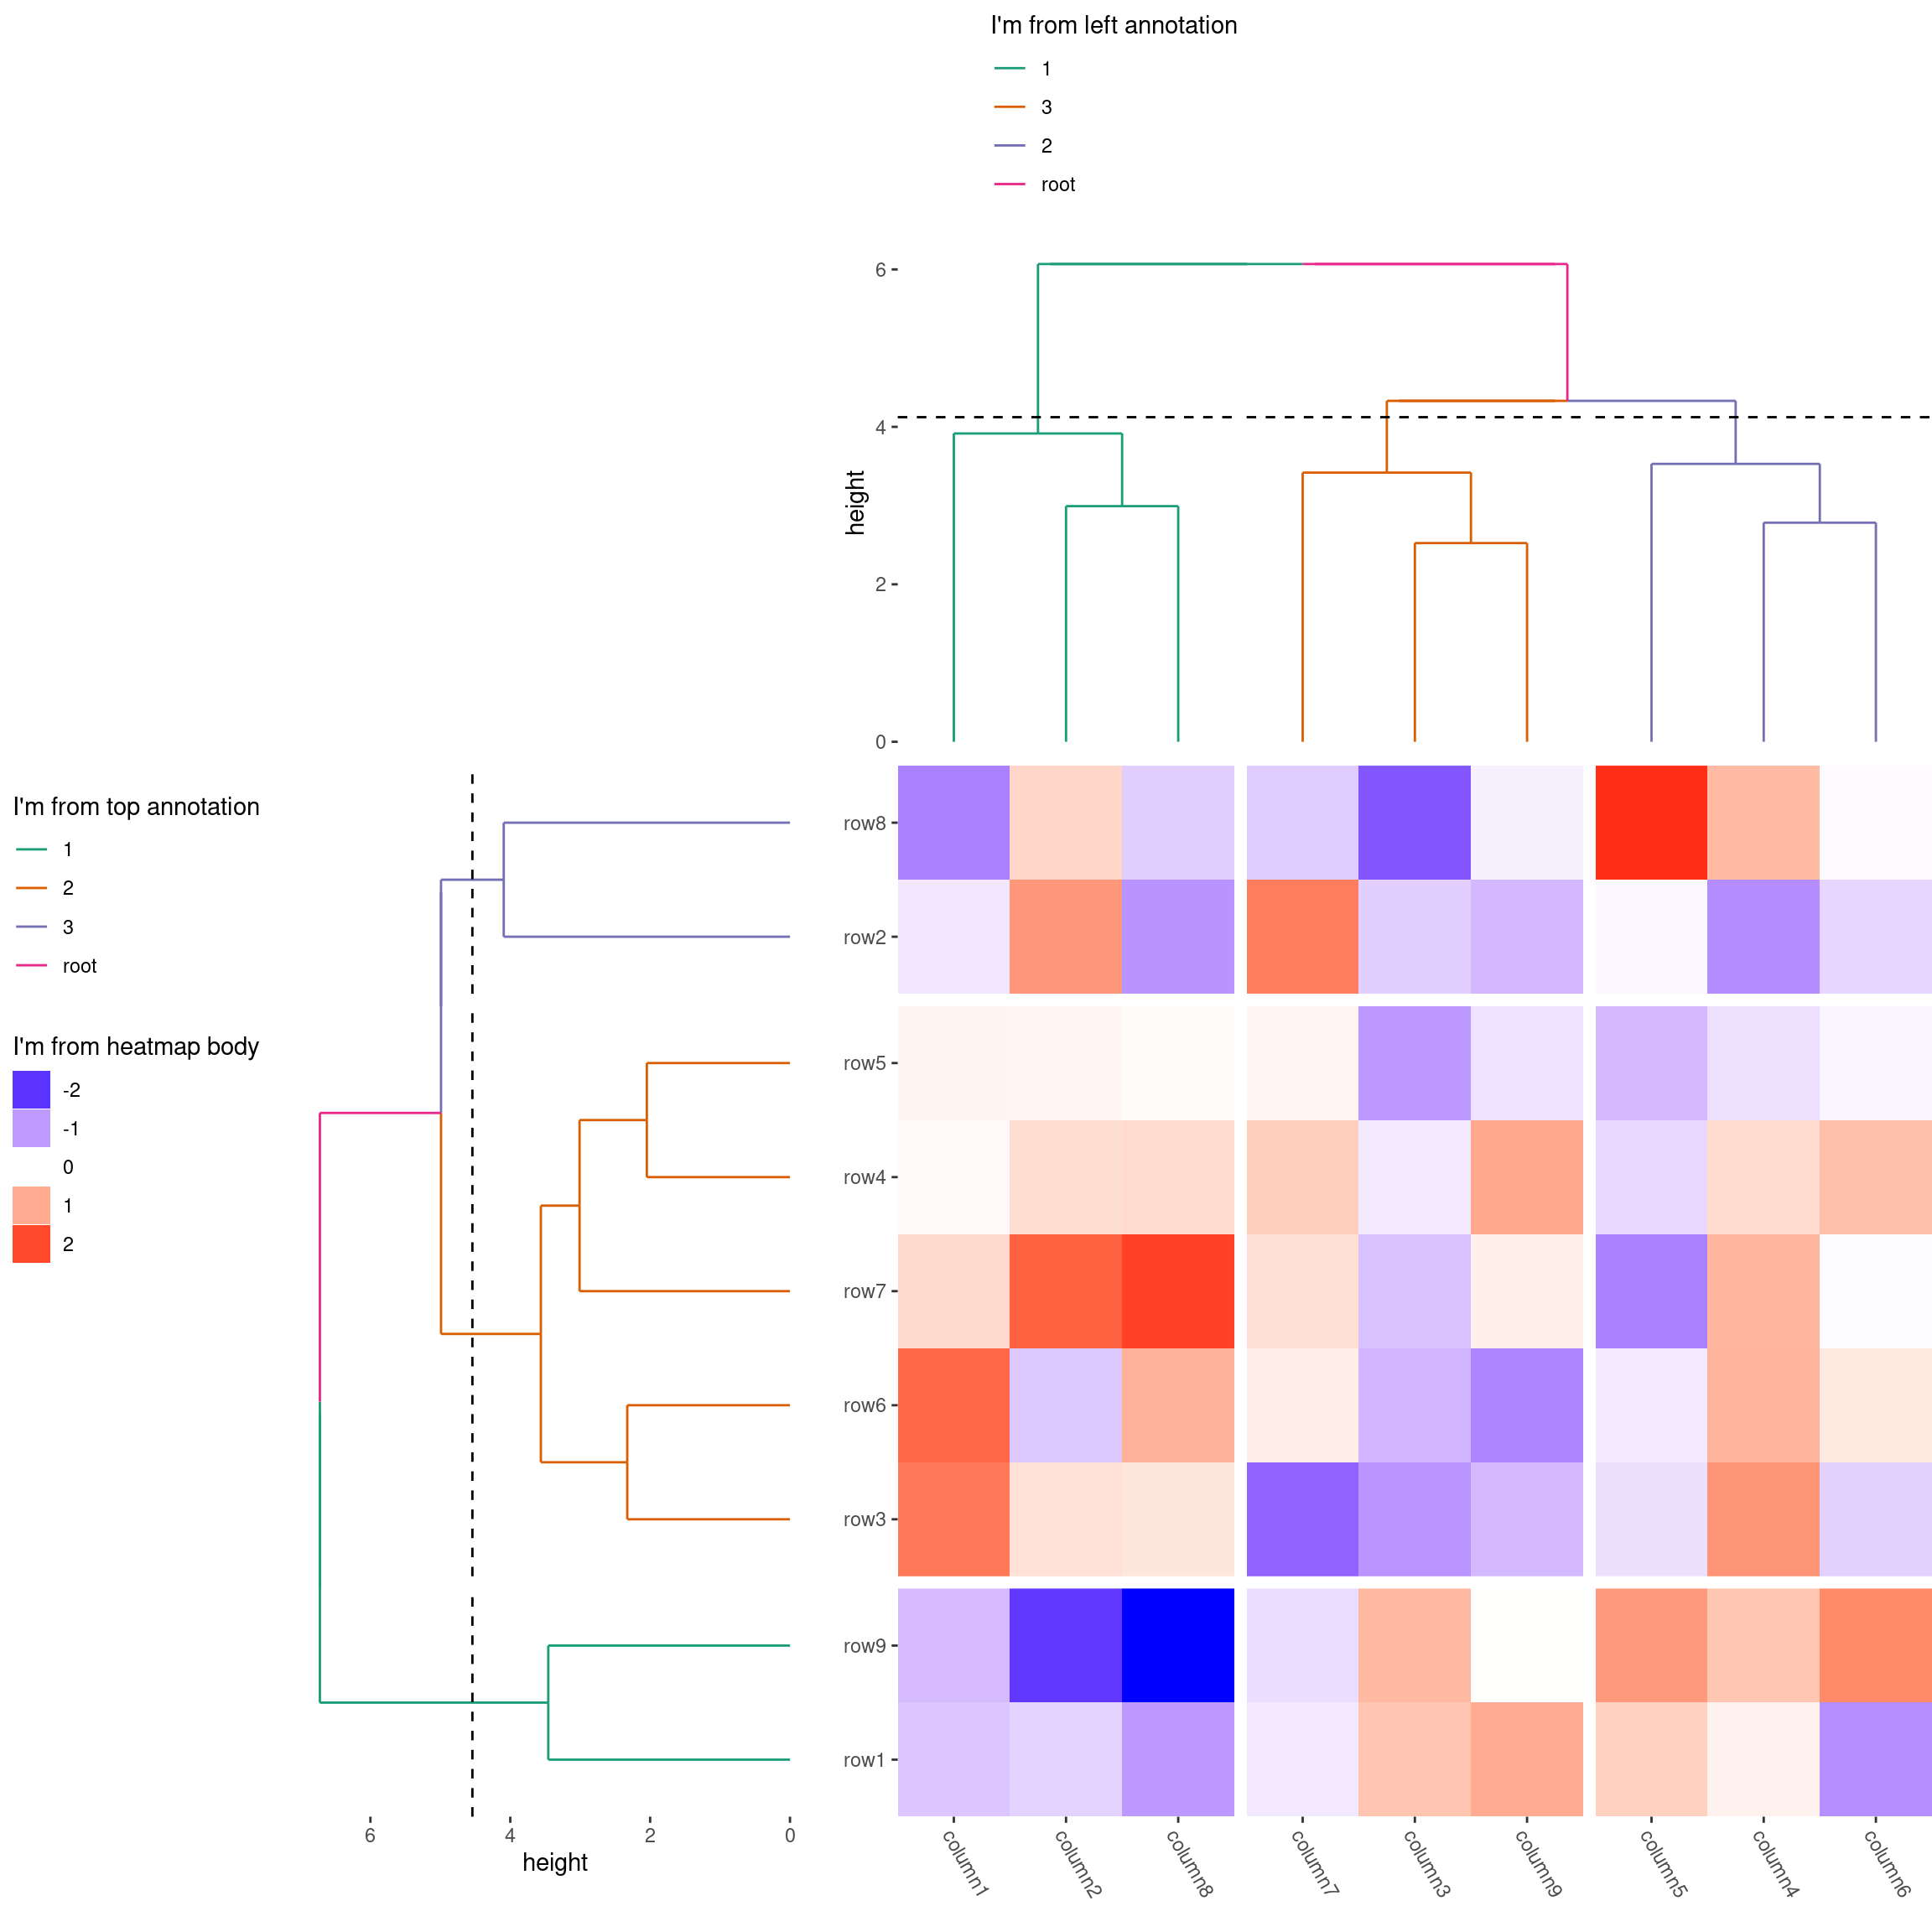 I'm from left annotation
1
3
2
root
6
4
2
0
height
I'm from top annotation
1
2
3
root
I'm from heatmap body
-2
-1
0
1
2
row8
row2
row5
row4
row7
row6
row3
row9
row1
6 4 2 0
height
column1 column2 column8 column7 column3 column9 column5 column4 column6